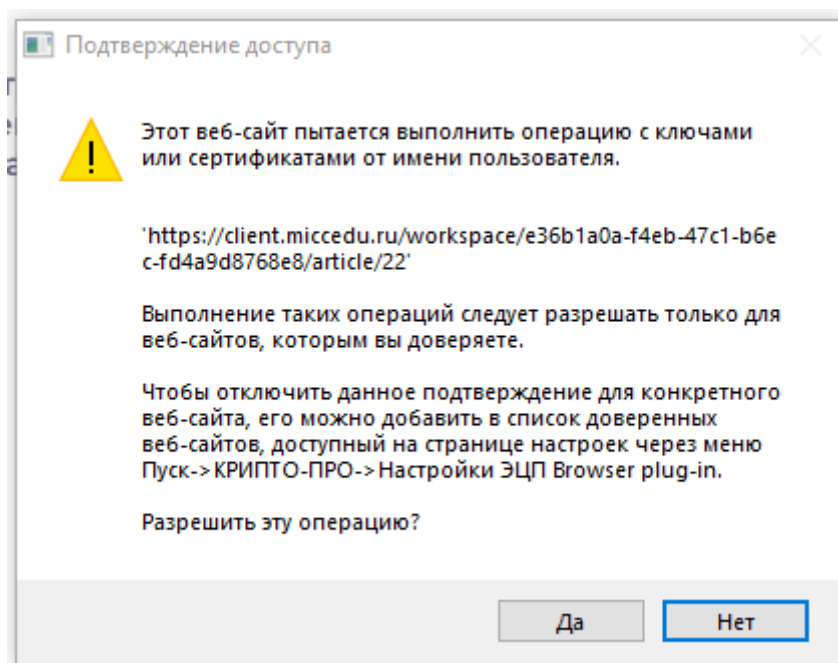 Подтверждение доступа
Этот веб-сайт пытается выполнить операцию с ключами
или сертификатами от имени пользователя.
'https://client.miccedu.ru/workspace/e36b1a0a-f4eb-47c1-b6e
c-fd4a9d8768e8/article/22'
Выполнение таких операций следует разрешать только для
веб-сайтов, которым вы доверяете.
Чтобы отключить данное подтверждение для конкретного
веб-сайта, его можно добавить в список доверенных
веб-сайтов, доступный на странице настроек через меню
Пуск->КРИПТО-ПРО->Настройки ЭЦП Browser plug-in.
Разрешить эту операцию?
Да
Нет